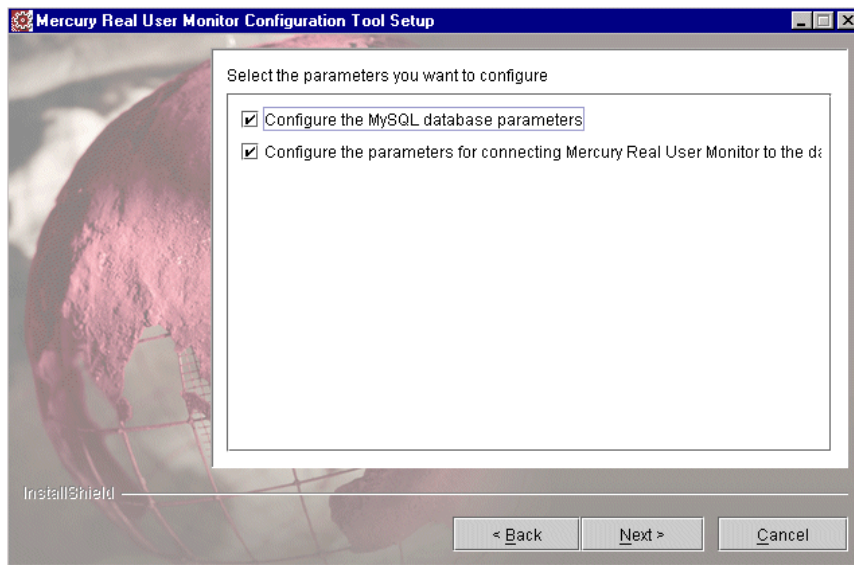 Mercury Real User Monitor Configuration Tool Setup
Select the parameters you want to configure
Configure the MySQL database parameters
Configure the parameters for connecting Mercury Real User Monitor to the da
InstallShield
< Back
Next >
Cancel